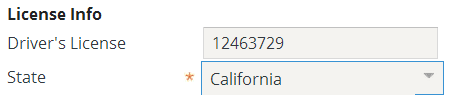 License Info
Driver's License 12463729
State * California